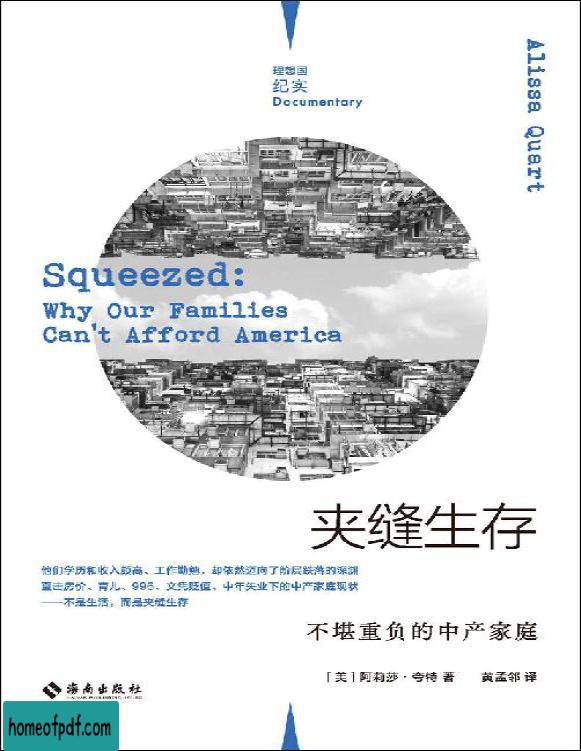 理想国
纪实
Documentary
Alissa Quart
Squeezed:
Why Our Families
Can't Afford America
夹缝生存
他们学历和收入颇高、工作勤勉，却依然迈向了阶层跌落的深渊
直击房价、育儿、996、文凭贬值、中年失业下的中产家庭现状
——不是生活，而是夹缝生存
不堪重负的中产家庭
［美］阿莉莎·夸特 著 黄孟邻 译
海南出版社
homeofpdf.com